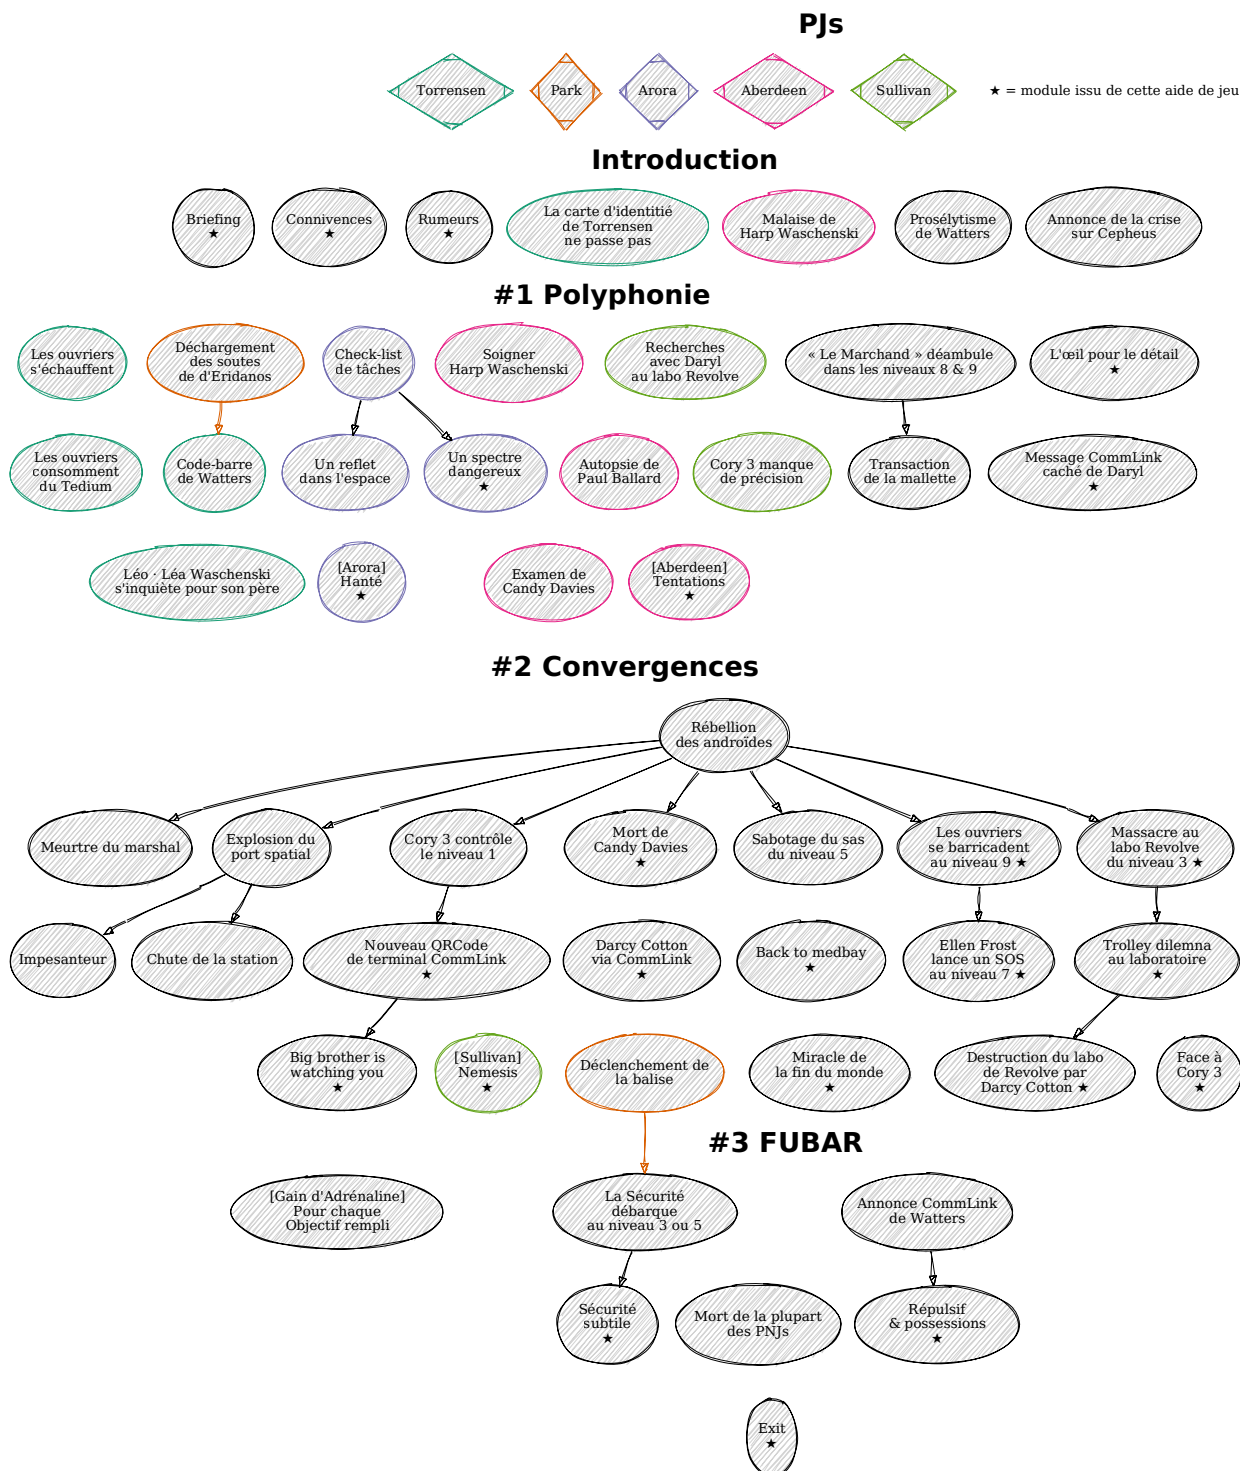 PJs
Torrensen
Park
Arora
Aberdeen
Sullivan
★ = module issu de cette aide de jeu
Introduction
Briefing
★
Connivences
★
Rumeurs
★
La carte d'identitié
de Torrensen
ne passe pas
Malaise de
Harp Waschenski
Prosélytisme
de Watters
Annonce de la crise
sur Cepheus
#1 Polyphonie
Les ouvriers
s'échauffent
Déchargement
des soutes
de d'Eridanos
Check-list
de tâches
Soigner
Harp Waschenski
Recherches
avec Daryl
au labo Revolve
« Le Marchand » déambule
dans les niveaux 8 & 9
L'œil pour le détail
★
Les ouvriers
consomment
du Tedium
Code-barre
de Watters
Un reflet
dans l'espace
Un spectre
dangereux
★
Autopsie de
Paul Ballard
Cory 3 manque
de précision
Transaction
de la mallette
Message CommLink
caché de Daryl
★
Léo · Léa Waschenski
s'inquiète pour son père
[Arora]
Hanté
★
Examen de
Candy Davies
[Aberdeen]
Tentations
★
#2 Convergences
Rébellion
des androïdes
Meurtre du marshal
Explosion du
port spatial
Cory 3 contrôle
le niveau 1
Mort de
Candy Davies
★
Sabotage du sas
du niveau 5
Les ouvriers
se barricadent
au niveau 9 ★
Massacre au
labo Revolve
du niveau 3 ★
Impesanteur
Chute de la station
Nouveau QRCode
de terminal CommLink
★
Darcy Cotton
via CommLink
★
Back to medbay
★
Ellen Frost
lance un SOS
au niveau 7 ★
Trolley dilemna
au laboratoire
★
Big brother is
watching you
★
[Sullivan]
Nemesis
★
Déclenchement de
la balise
Miracle de
la fin du monde
★
Destruction du labo
de Revolve par
Darcy Cotton ★
Face à
Cory 3
★
#3 FUBAR
[Gain d'Adrénaline]
Pour chaque
Objectif rempli
La Sécurité
débarque
au niveau 3 ou 5
Annonce CommLink
de Watters
Sécurité
subtile
★
Mort de la plupart
des PNJs
Répulsif
& possessions
★
Exit
★